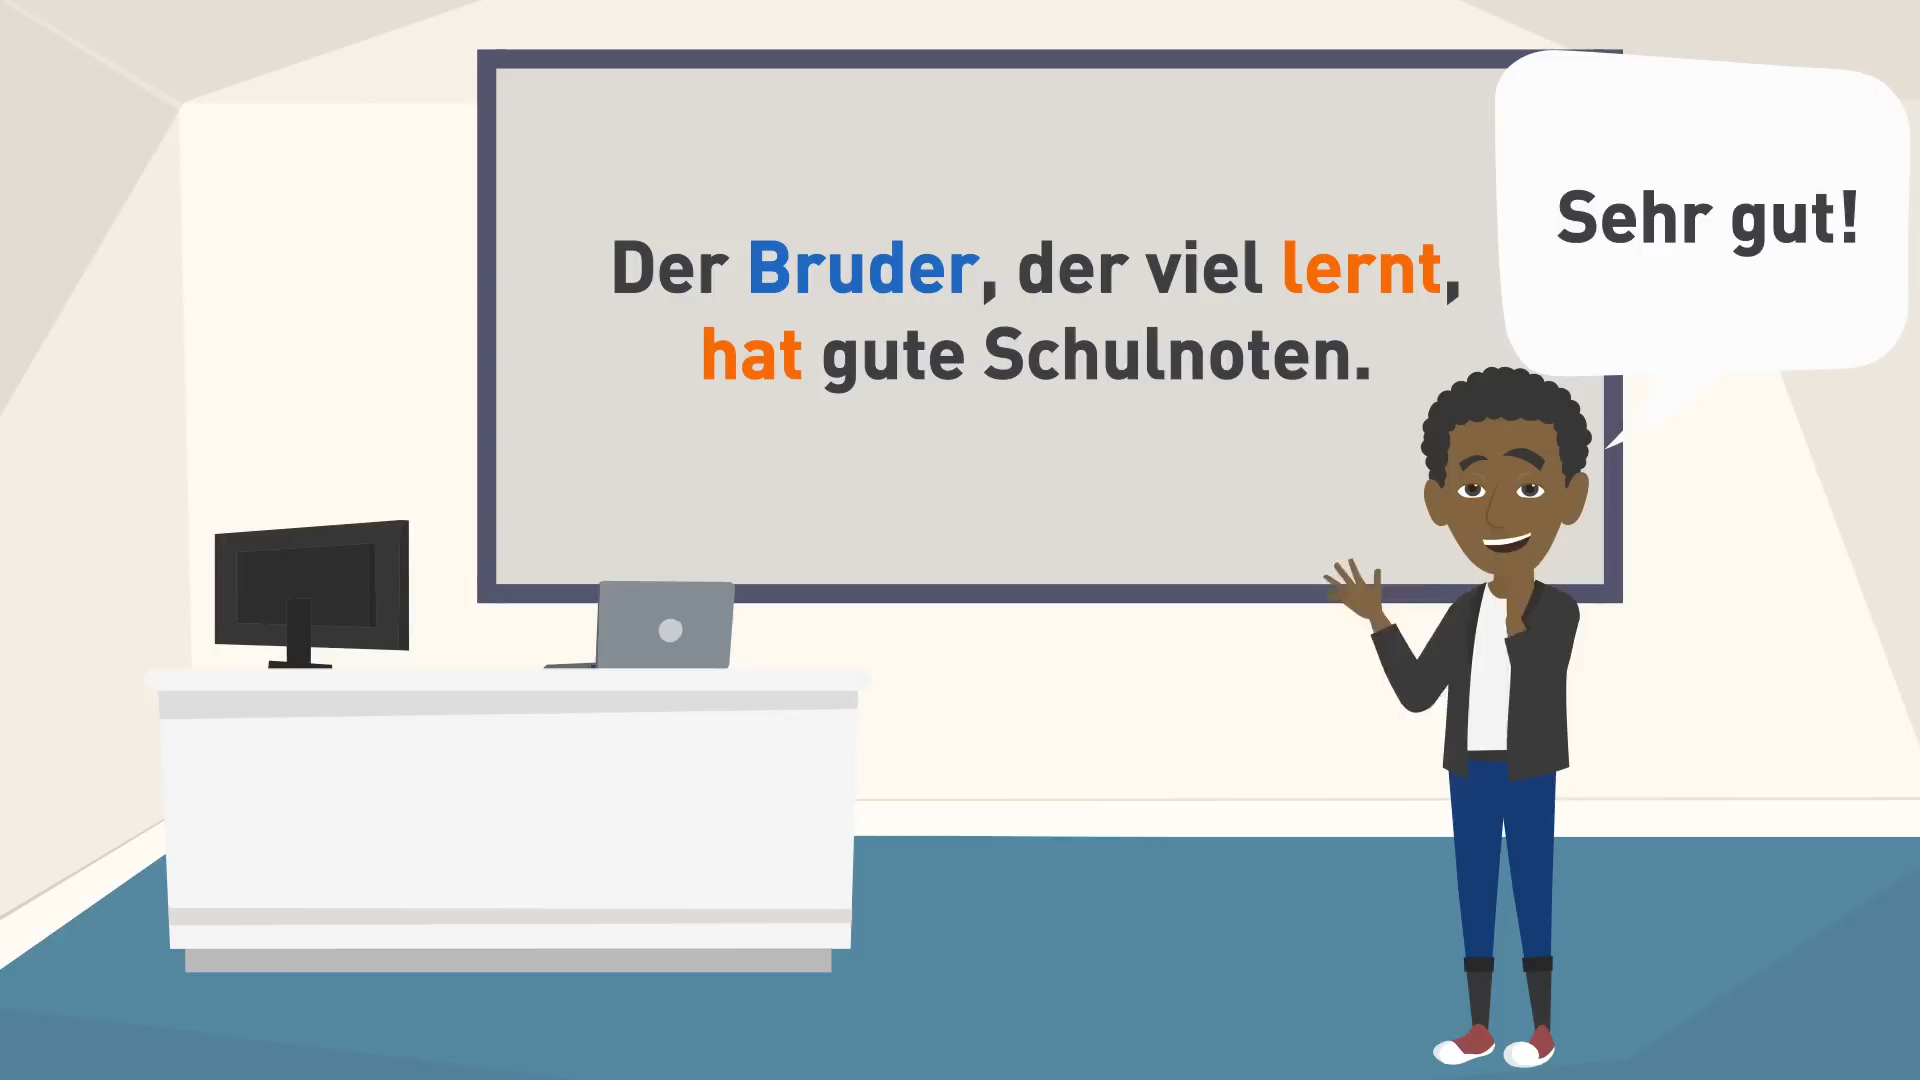 Der Bruder, der viel lernt,
hat gute Schulnoten.
Sehr gut!